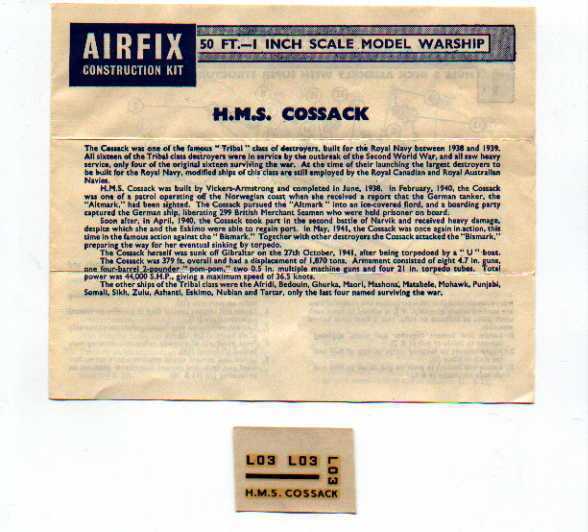 AIRFIX
CONSTRUCTION KIT
50 FT.—1 INCH SCALE MODEL WARSHIP
H.M.S. COSSACK
The Cossack was one of the famous "Tribal" class of destroyers, built for the Royal Navy between 1938 and 1939.
All sixteen of the Tribal class destroyers were in service by the outbreak of the Second World War, and all saw heavy
service, only four of the original sixteen surviving the war. At the time of their launching the largest destroyers to
be built for the Royal Navy, modified ships of this class are still employed by the Royal Canadian and Royal Australian
Navies.
H.M.S. Cossack was built by Vickers-Armstrong and completed in June, 1938. In February, 1940, the Cossack
was one of a patrol operating off the Norwegian coast when she received a report that the German tanker, the
"Altmark," had been sighted. The Cossack pursued the "Altmark" into an ice-covered fiord, and a boarding party
captured the German ship, liberating 299 British Merchant Seamen who were held prisoner on board.
Soon after, in April, 1940, the Cossack took part in the second battle of Narvik and received heavy damage,
despite which she and the Eskimo were able to regain port. In May, 1941, the Cossack was once again in action, this
time in the famous action against the "Bismark." Together with other destroyers the Cossack attacked the "Bismark,"
preparing the way for her eventual sinking by torpedo.
The Cossack herself was sunk off Gibraltar on the 27th October, 1941, after being torpedoed by a "U" boat.
The Cossack was 379 ft. overall and had a displacement of 1,870 tons. Armament consisted of eight 4.7 in. guns,
one four-barrel 2-pounder "pom-pom," two 0.5 in. multiple machine guns and four 21 in. torpedo tubes. Total
power was 44,000 S.H.P., giving a maximum speed of 36.5 knots.
The other ships of the Tribal class were the Afridi, Bedouin, Ghurka, Maori, Mashona, Matabele, Mohawk, Punjabi,
Somali, Sikh, Zulu, Ashanti, Eskimo, Nubian and Tartar, only the last four named surviving the war.
L03 L03
L03
H.M.S. COSSACK